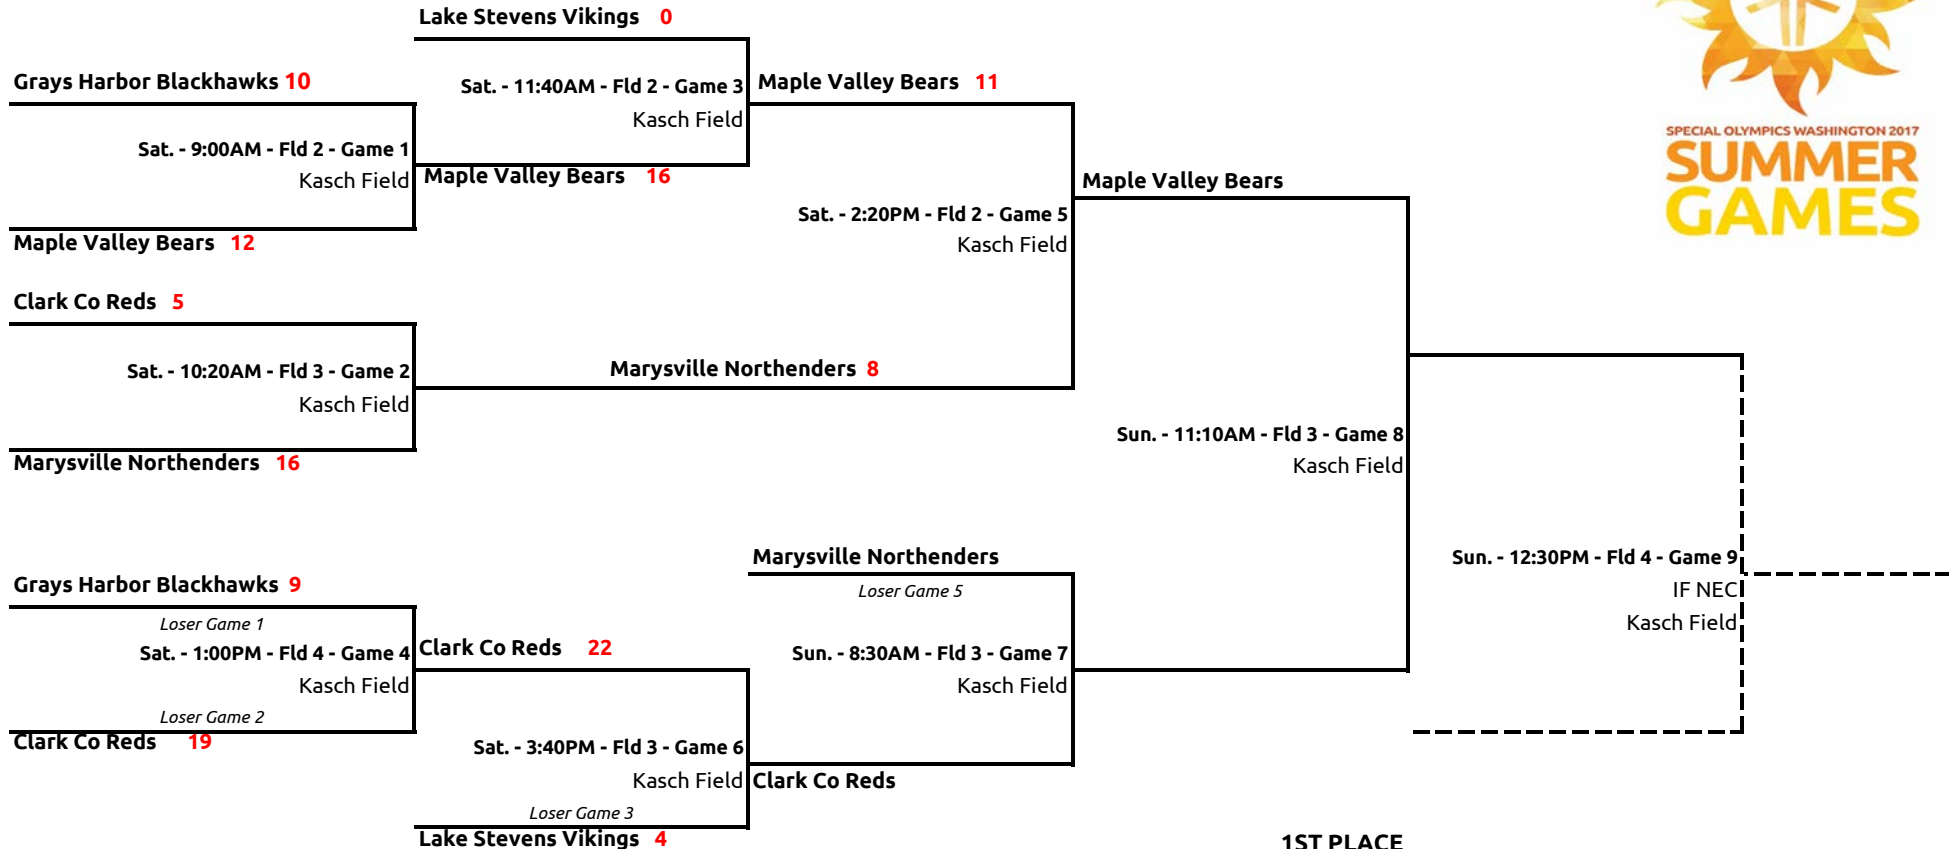 Lake Stevens Vikings 0
Grays Harbor Blackhawks 10
Sat. - 11:40AM - Fld 2 - Game 3
Kasch Field
Maple Valley Bears 11
Sat. - 9:00AM - Fld 2 - Game 1
Kasch Field
Maple Valley Bears 16
Maple Valley Bears 12
SPECIAL OLYMPICS WASHINGTON 2017
SUMMER
GAMES
Maple Valley Bears
Sat. - 2:20PM - Fld 2 - Game 5
Kasch Field
Clark Co Reds 5
Sat. - 10:20AM - Fld 3 - Game 2
Kasch Field
Marysville Northenders 8
Marysville Northenders 16
Sun. - 11:10AM - Fld 3 - Game 8
Kasch Field
Marysville Northenders
Loser Game 5
Sun. - 12:30PM - Fld 4 - Game 9
IF NEC
Kasch Field
Grays Harbor Blackhawks 9
Loser Game 1
Sat. - 1:00PM - Fld 4 - Game 4
Kasch Field
Loser Game 2
Clark Co Reds 19
Clark Co Reds 22
Sun. - 8:30AM - Fld 3 - Game 7
Kasch Field
Sat. - 3:40PM - Fld 3 - Game 6
Kasch Field
Clark Co Reds
Loser Game 3
Lake Stevens Vikings 4
1ST PLACE